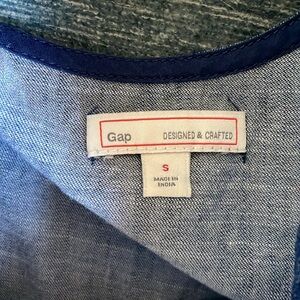 Gap DESIGNED & CRAFTED
S
MADE IN
INDIA